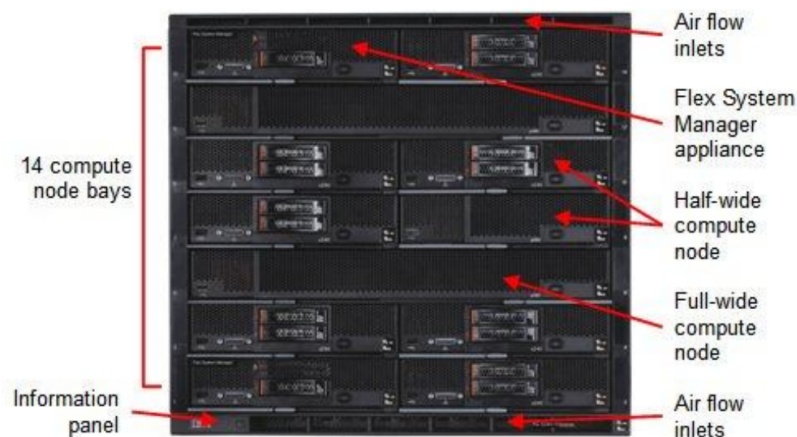 Air flow
inlets
Flex System
Manager
appliance
14 compute
node bays
Half-wide
compute
node
Full-wide
compute
node
Information
panel
Air flow
inlets